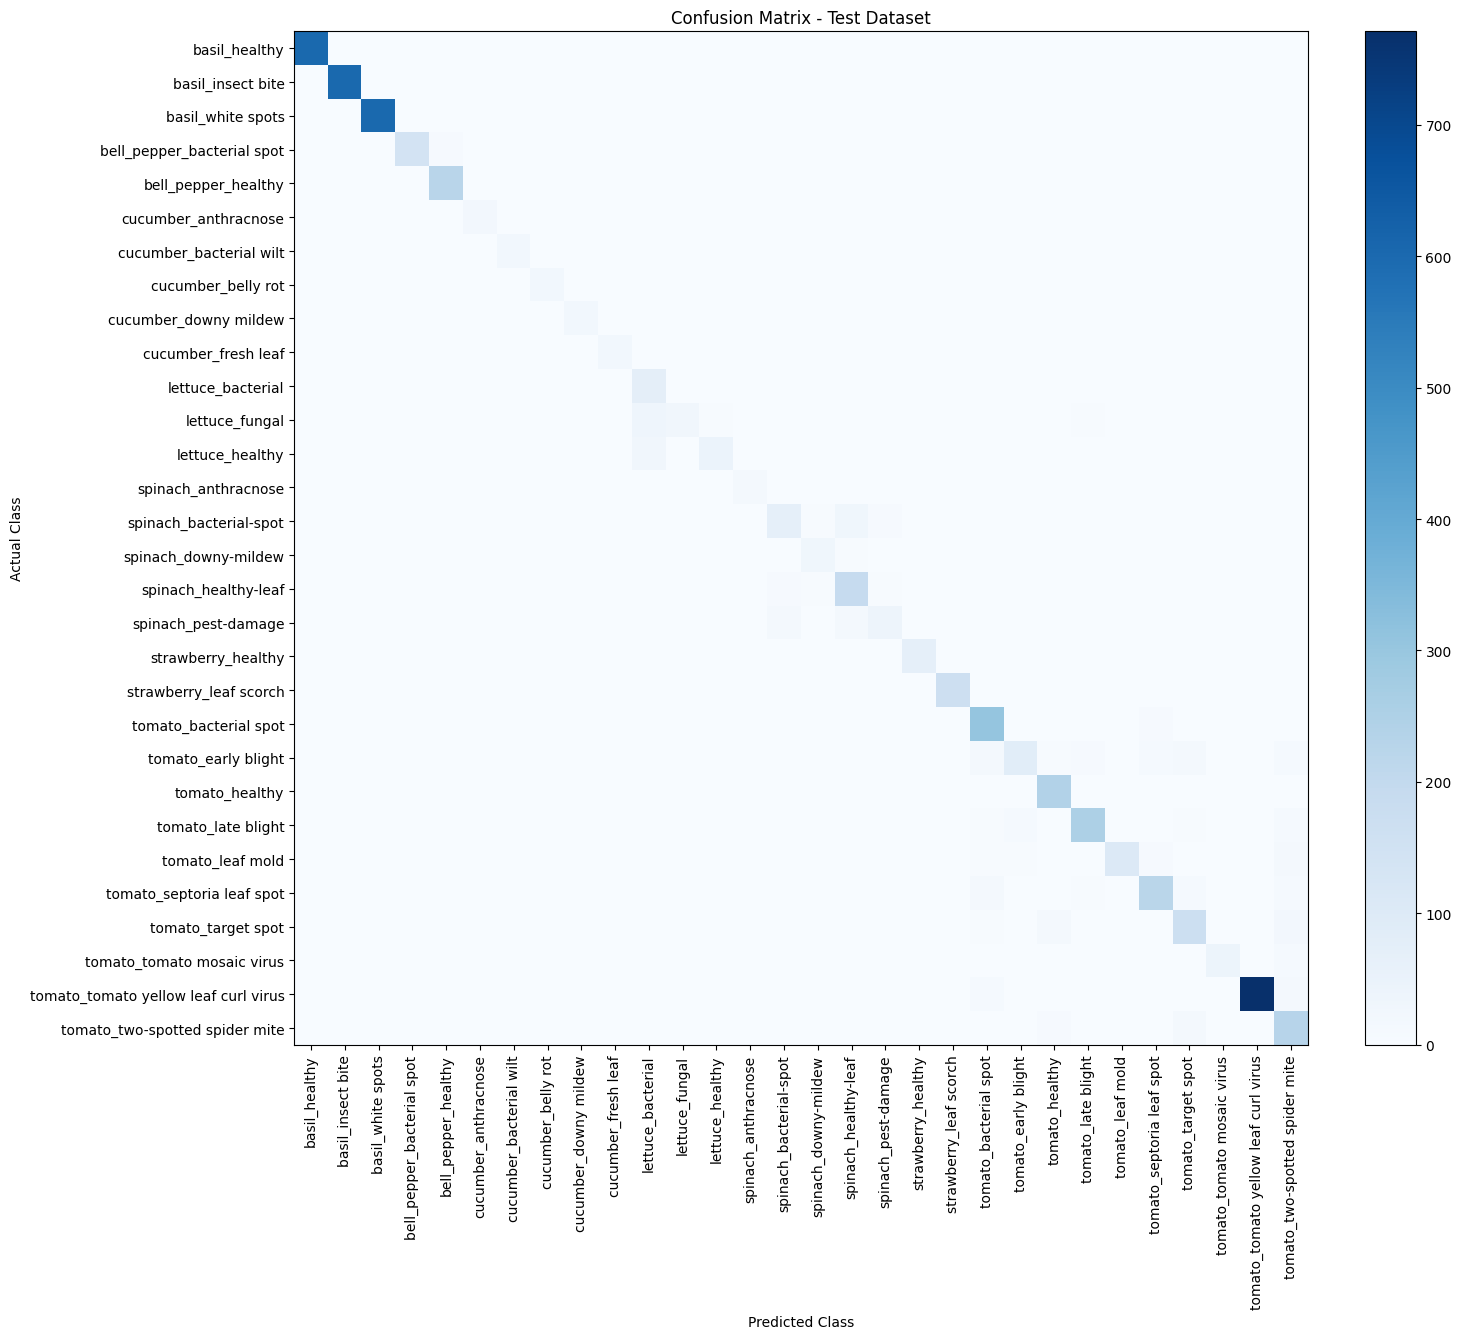 Confusion Matrix - Test Dataset
Actual Class
basil_healthy
basil_insect bite
basil_white spots
bell_pepper_bacterial spot
bell_pepper_healthy
cucumber_anthracnose
cucumber_bacterial wilt
cucumber_belly rot
cucumber_downy mildew
cucumber_fresh leaf
lettuce_bacterial
lettuce_fungal
lettuce_healthy
spinach_anthracnose
spinach_bacterial-spot
spinach_downy-mildew
spinach_healthy-leaf
spinach_pest-damage
strawberry_healthy
strawberry_leaf scorch
tomato_bacterial spot
tomato_early blight
tomato_healthy
tomato_late blight
tomato_leaf mold
tomato_septoria leaf spot
tomato_target spot
tomato_tomato mosaic virus
tomato_tomato yellow leaf curl virus
tomato_two-spotted spider mite
basil_healthy
basil_insect bite
basil_white spots
bell_pepper_bacterial spot
bell_pepper_healthy
cucumber_anthracnose
cucumber_bacterial wilt
cucumber_belly rot
cucumber_downy mildew
cucumber_fresh leaf
lettuce_bacterial
lettuce_fungal
lettuce_healthy
spinach_anthracnose
spinach_bacterial-spot
spinach_downy-mildew
spinach_healthy-leaf
spinach_pest-damage
strawberry_healthy
strawberry_leaf scorch
tomato_bacterial spot
tomato_early blight
tomato_healthy
tomato_late blight
tomato_leaf mold
tomato_septoria leaf spot
tomato_target spot
tomato_tomato mosaic virus
tomato_tomato yellow leaf curl virus
tomato_two-spotted spider mite
Predicted Class
700
600
500
400
300
200
100
0